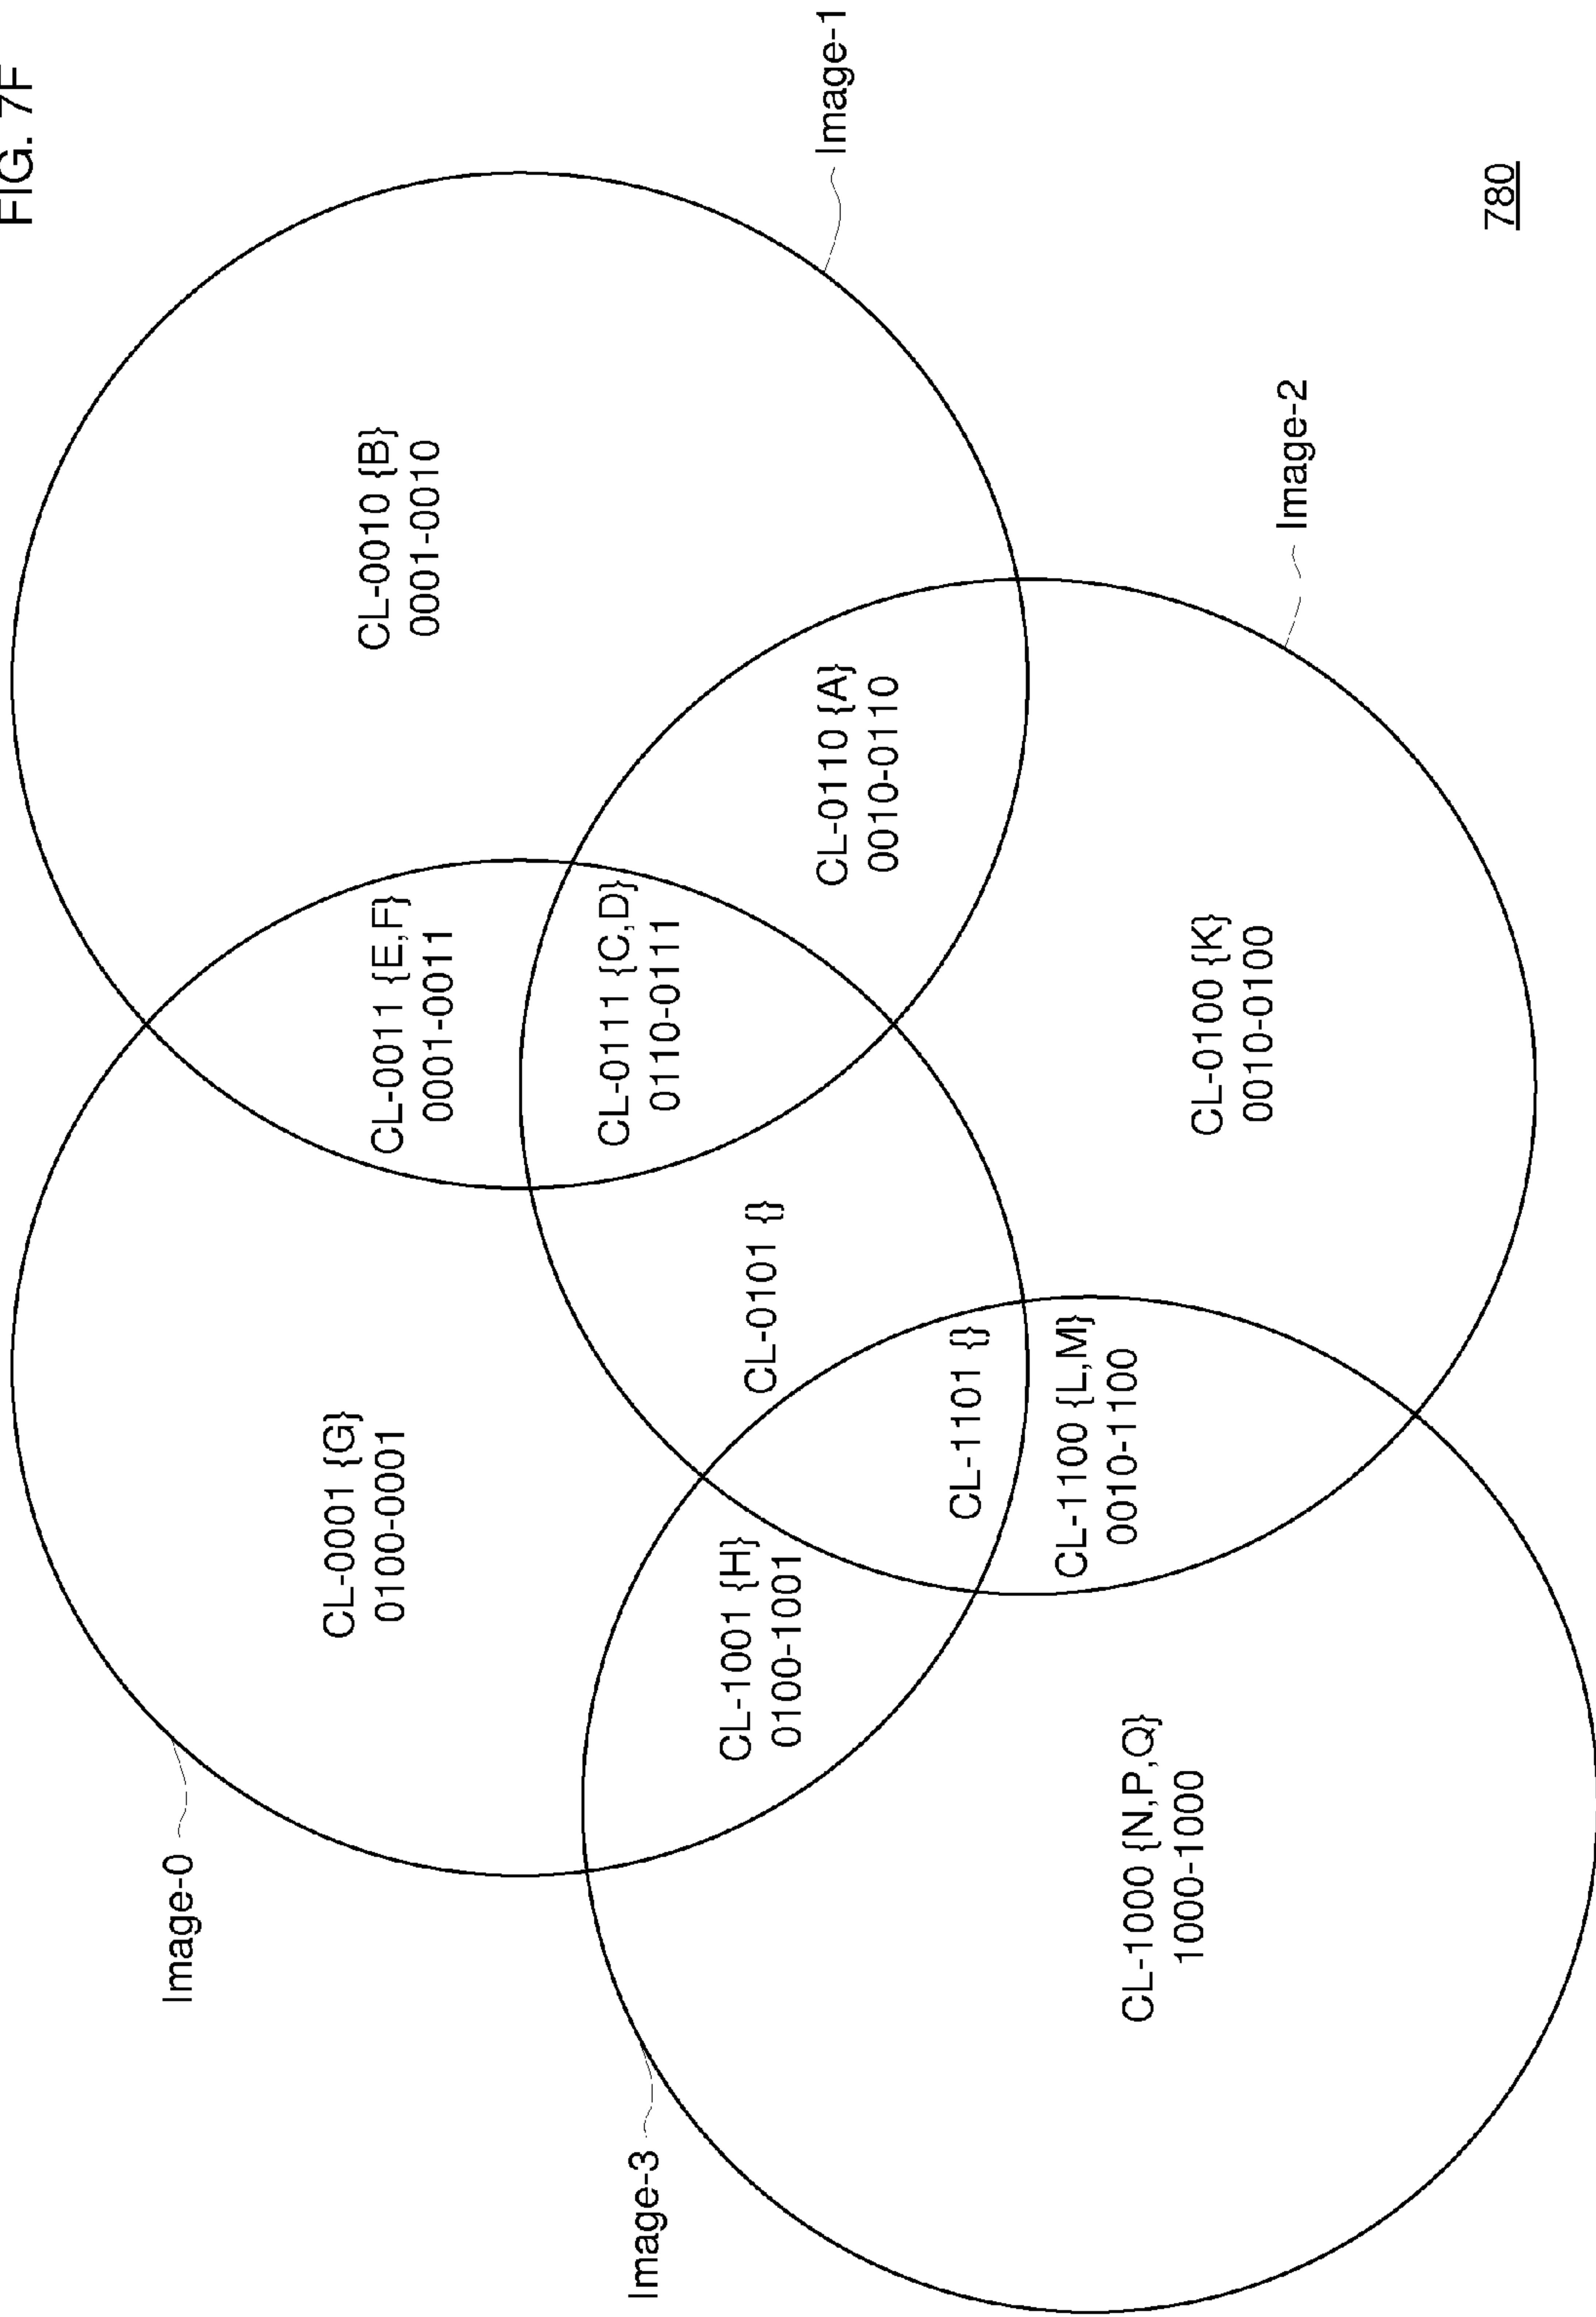 FIG. 7F
Image-0
CL-0001 {G}
0100-0001
CL-0011 {E,F}
0001-0011
CL-0010 {B}
0001-0010
CL-0111 {C,D}
0110-0111
Image-3
CL-1001 {H}
0100-1001
CL-0101 {}
CL-0110 {A}
0010-0110
Image-1
CL-1101 {}
CL-1100 {L,M}
0010-1100
CL-1000 {N,P,Q}
1000-1000
CL-0100 {K}
0010-0100
Image-2
780